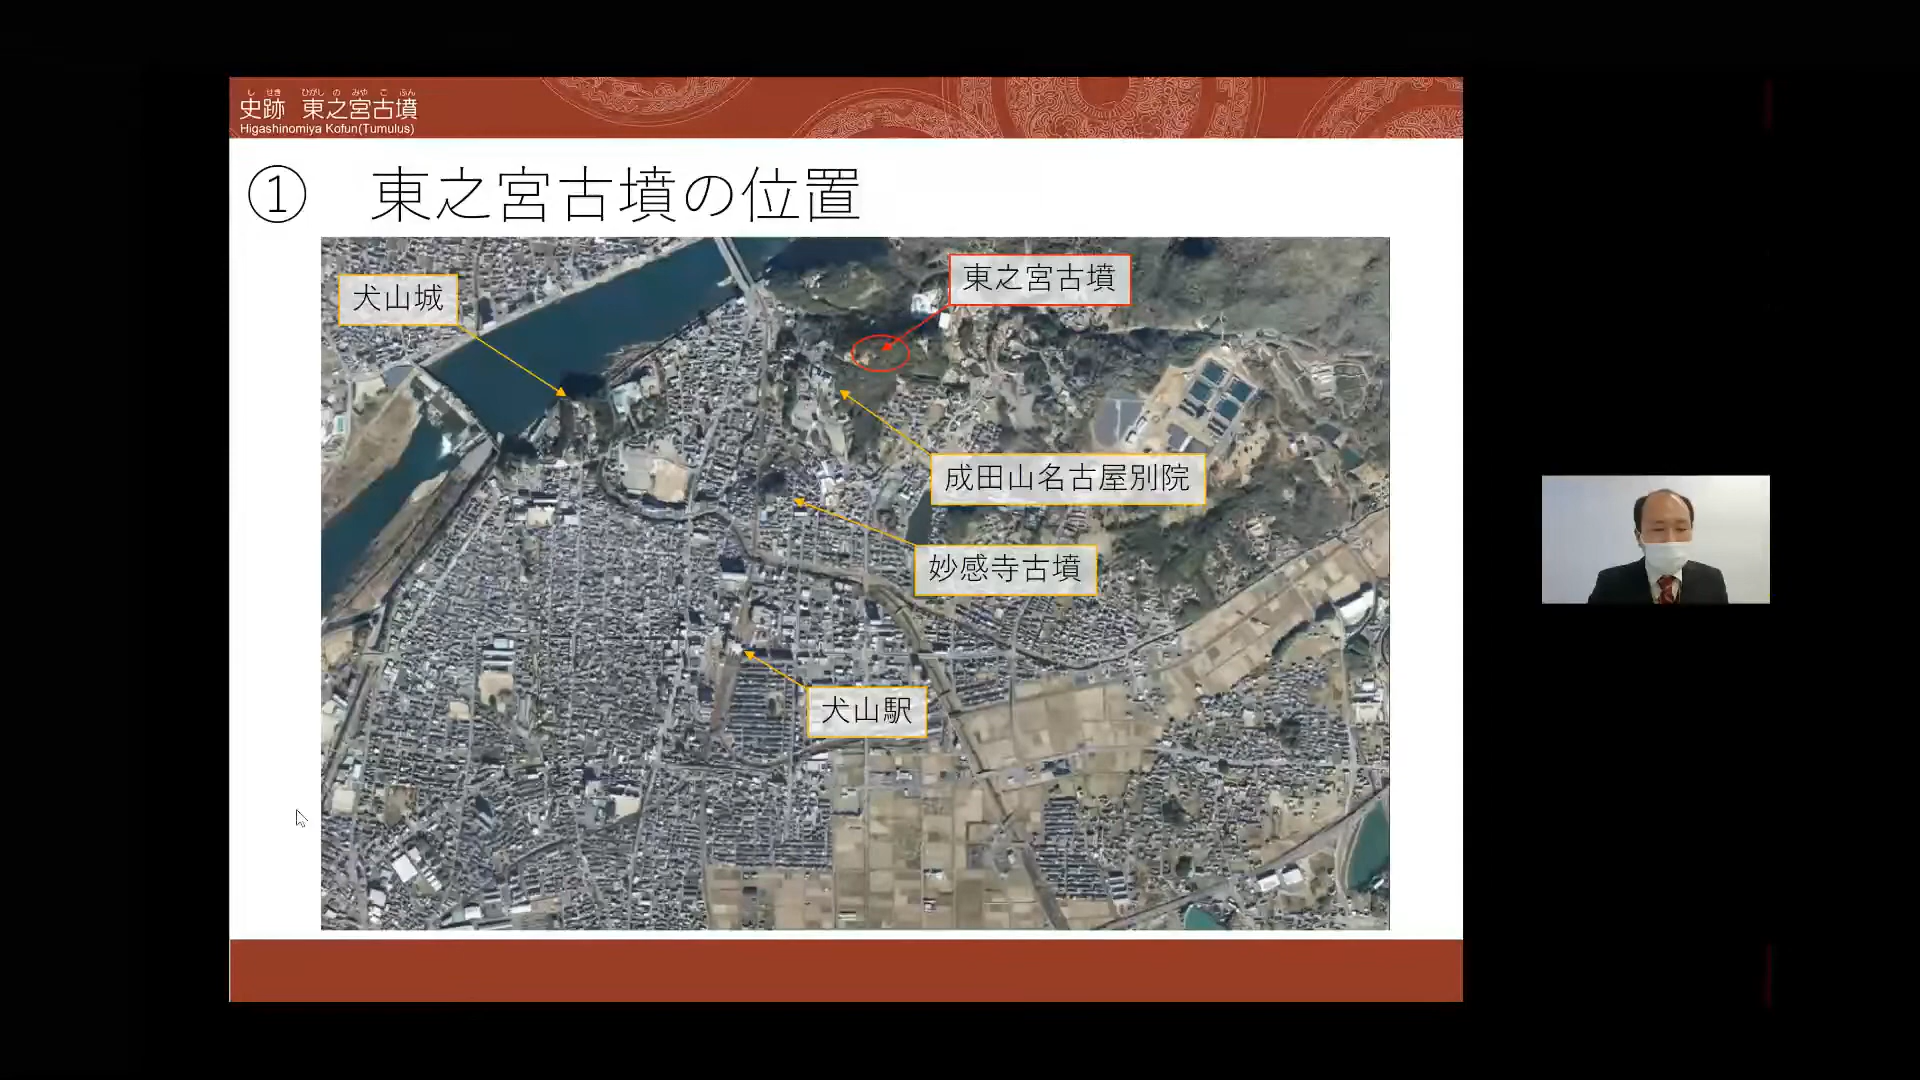 し せき ひがし の みや こ ふん
史跡 東之宮古墳
Higashinomiya Kofun(Tumulus)
① 東之宮古墳の位置
東之宮古墳
犬山城
成田山名古屋別院
妙感寺古墳
犬山駅